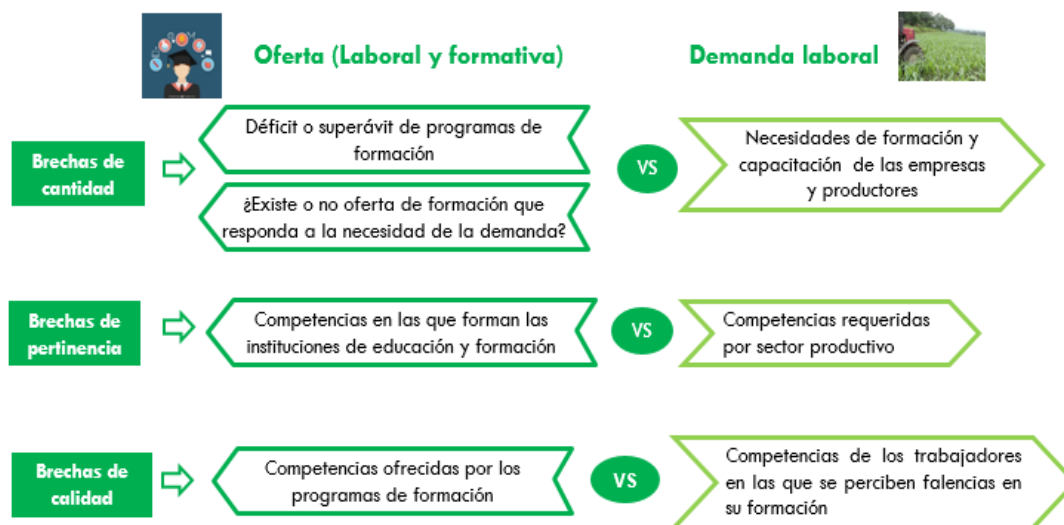 Oferta (Laboral y formativa)
Demanda laboral
Brechas de
cantidad
Déficit o superávit de programas de
formación
¿Existe o no oferta de formación que
responda a la necesidad de la demanda?
VS
Necesidades de formación y
capacitación de las empresas
y productores
Brechas de
pertinencia
Competencias en las que forman las
instituciones de educación y formación
VS
Competencias requeridas
por sector productivo
Brechas de
calidad
Competencias ofrecidas por los
programas de formación
VS
Competencias de los trabajadores
en las que se perciben falencias en
su formación